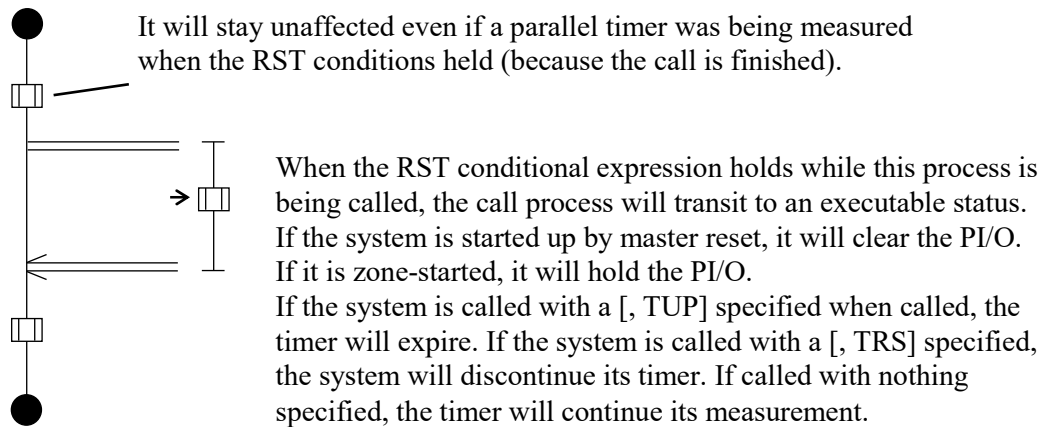 It will stay unaffected even if a parallel timer was being measured
when the RST conditions held (because the call is finished).
When the RST conditional expression holds while this process is
being called, the call process will transit to an executable status.
If the system is started up by master reset, it will clear the PI/O.
If it is zone-started, it will hold the PI/O.
If the system is called with a [, TUP] specified when called, the
timer will expire. If the system is called with a [, TRS] specified,
the system will discontinue its timer. If called with nothing
specified, the timer will continue its measurement.